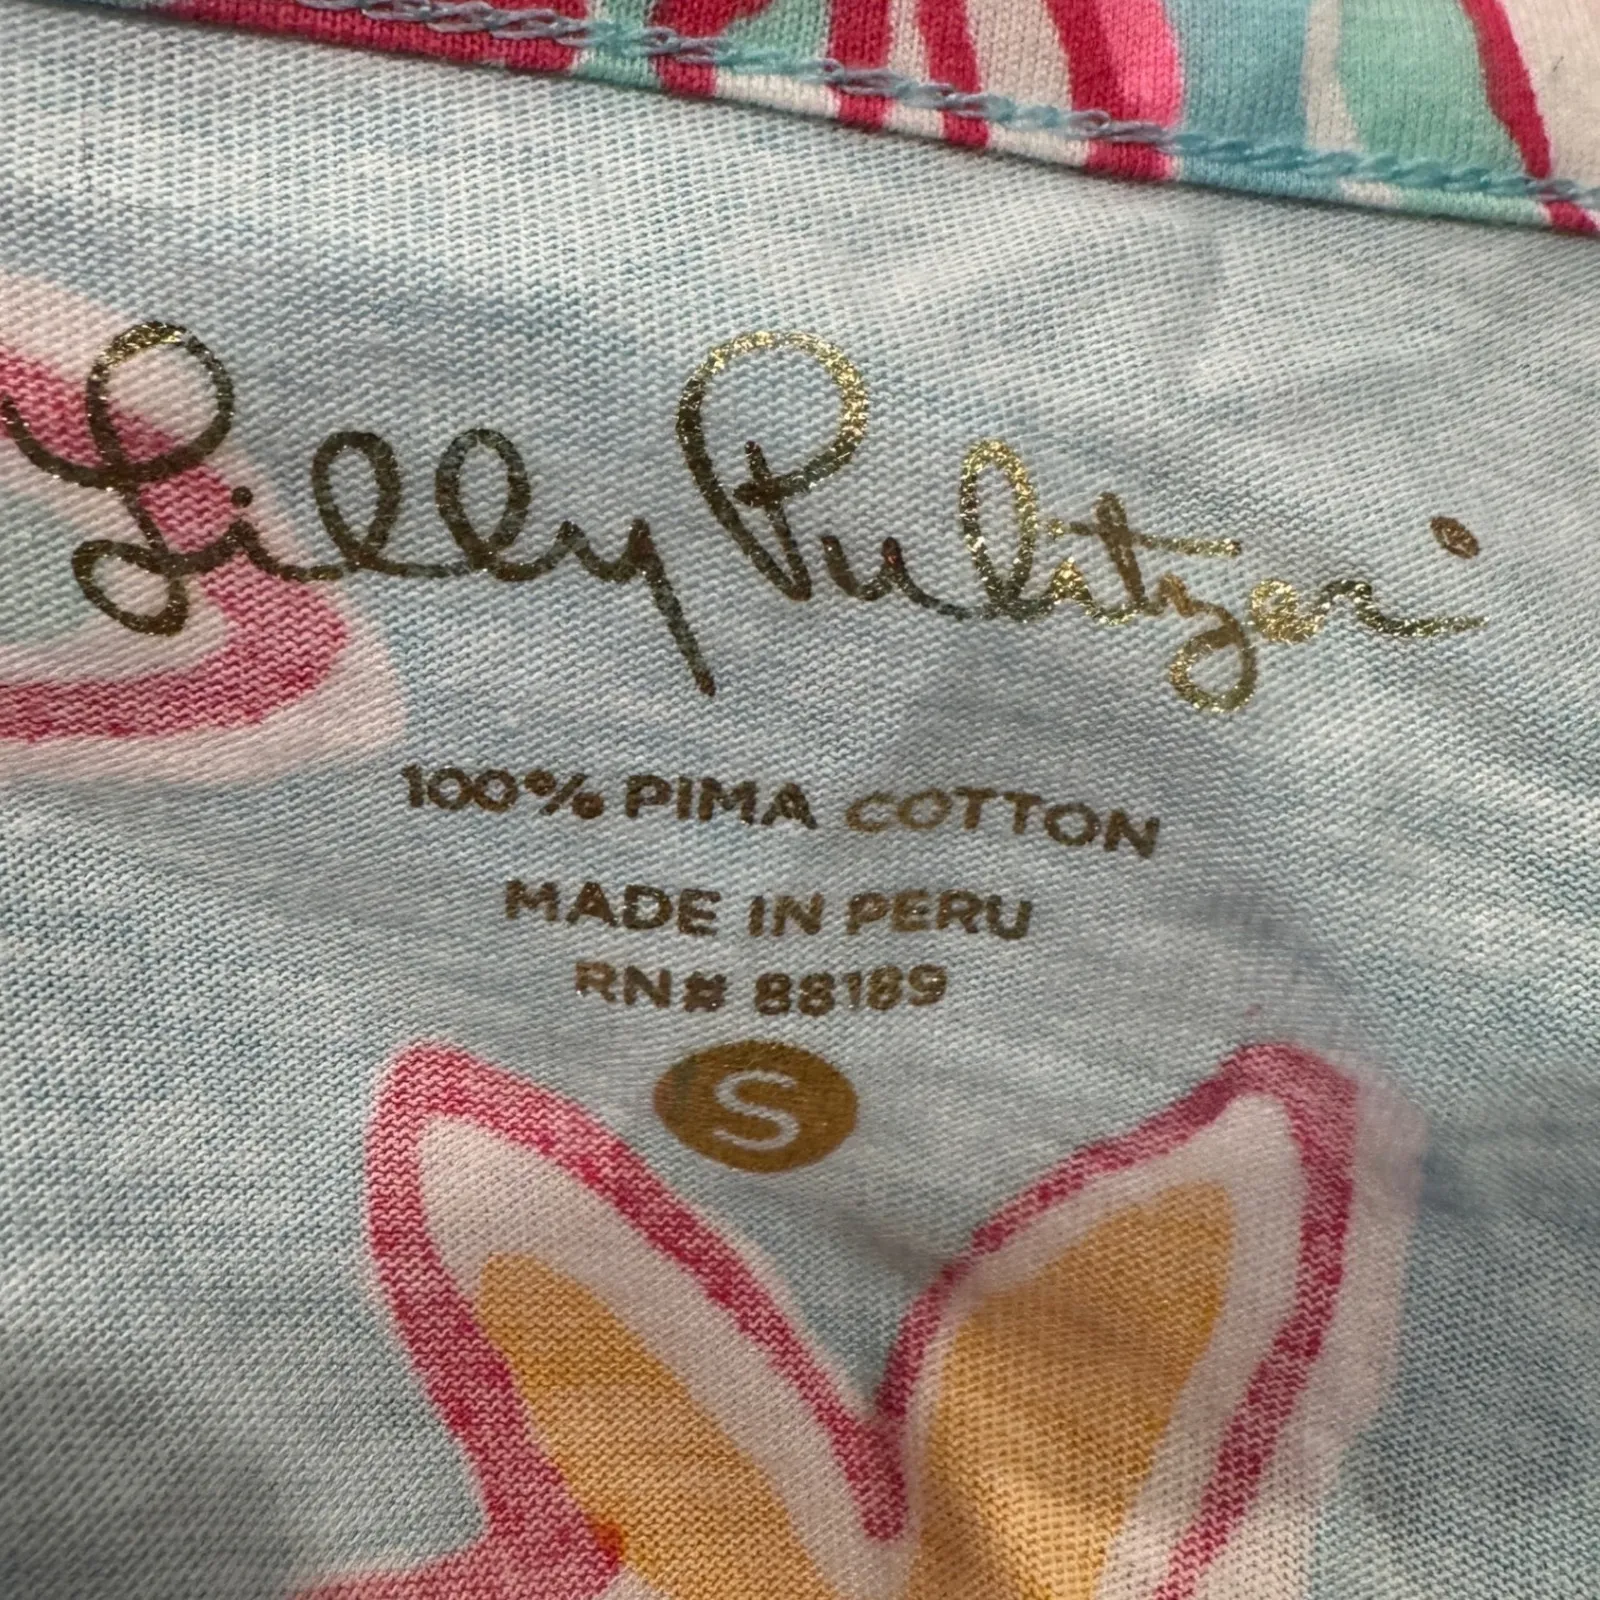 Lilly Pulitzer
100% PIMA COTTON
MADE IN PERU
RN# 88189
S